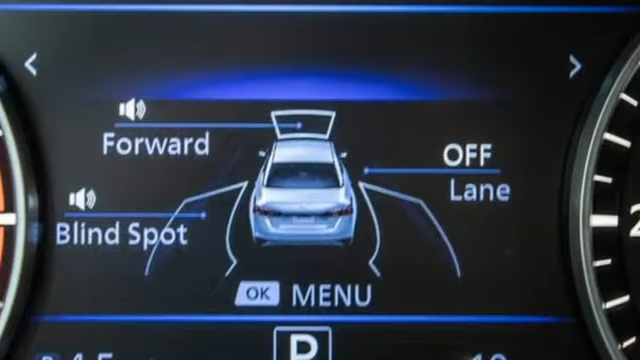 Forward
OFF
Lane
Blind Spot
OK MENU
P